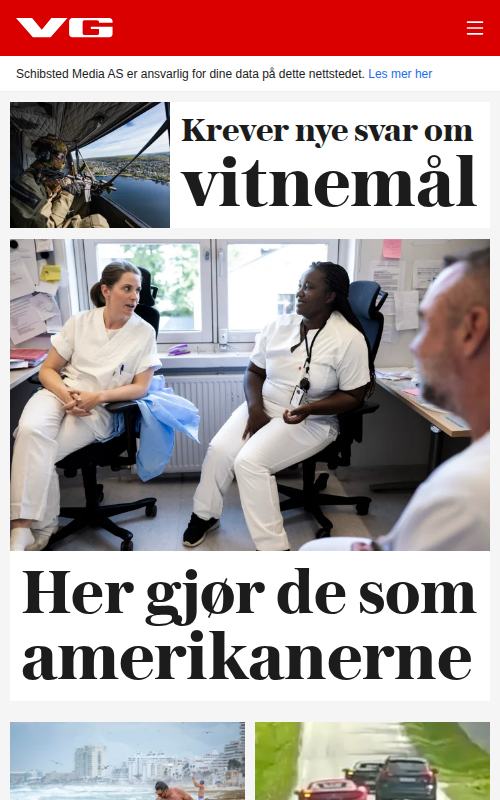 VG
Schibsted Media AS er ansvarlig for dine data på dette nettstedet. Les mer her
Krever nye svar om
vitnemål
Her gjør de som
amerikanerne